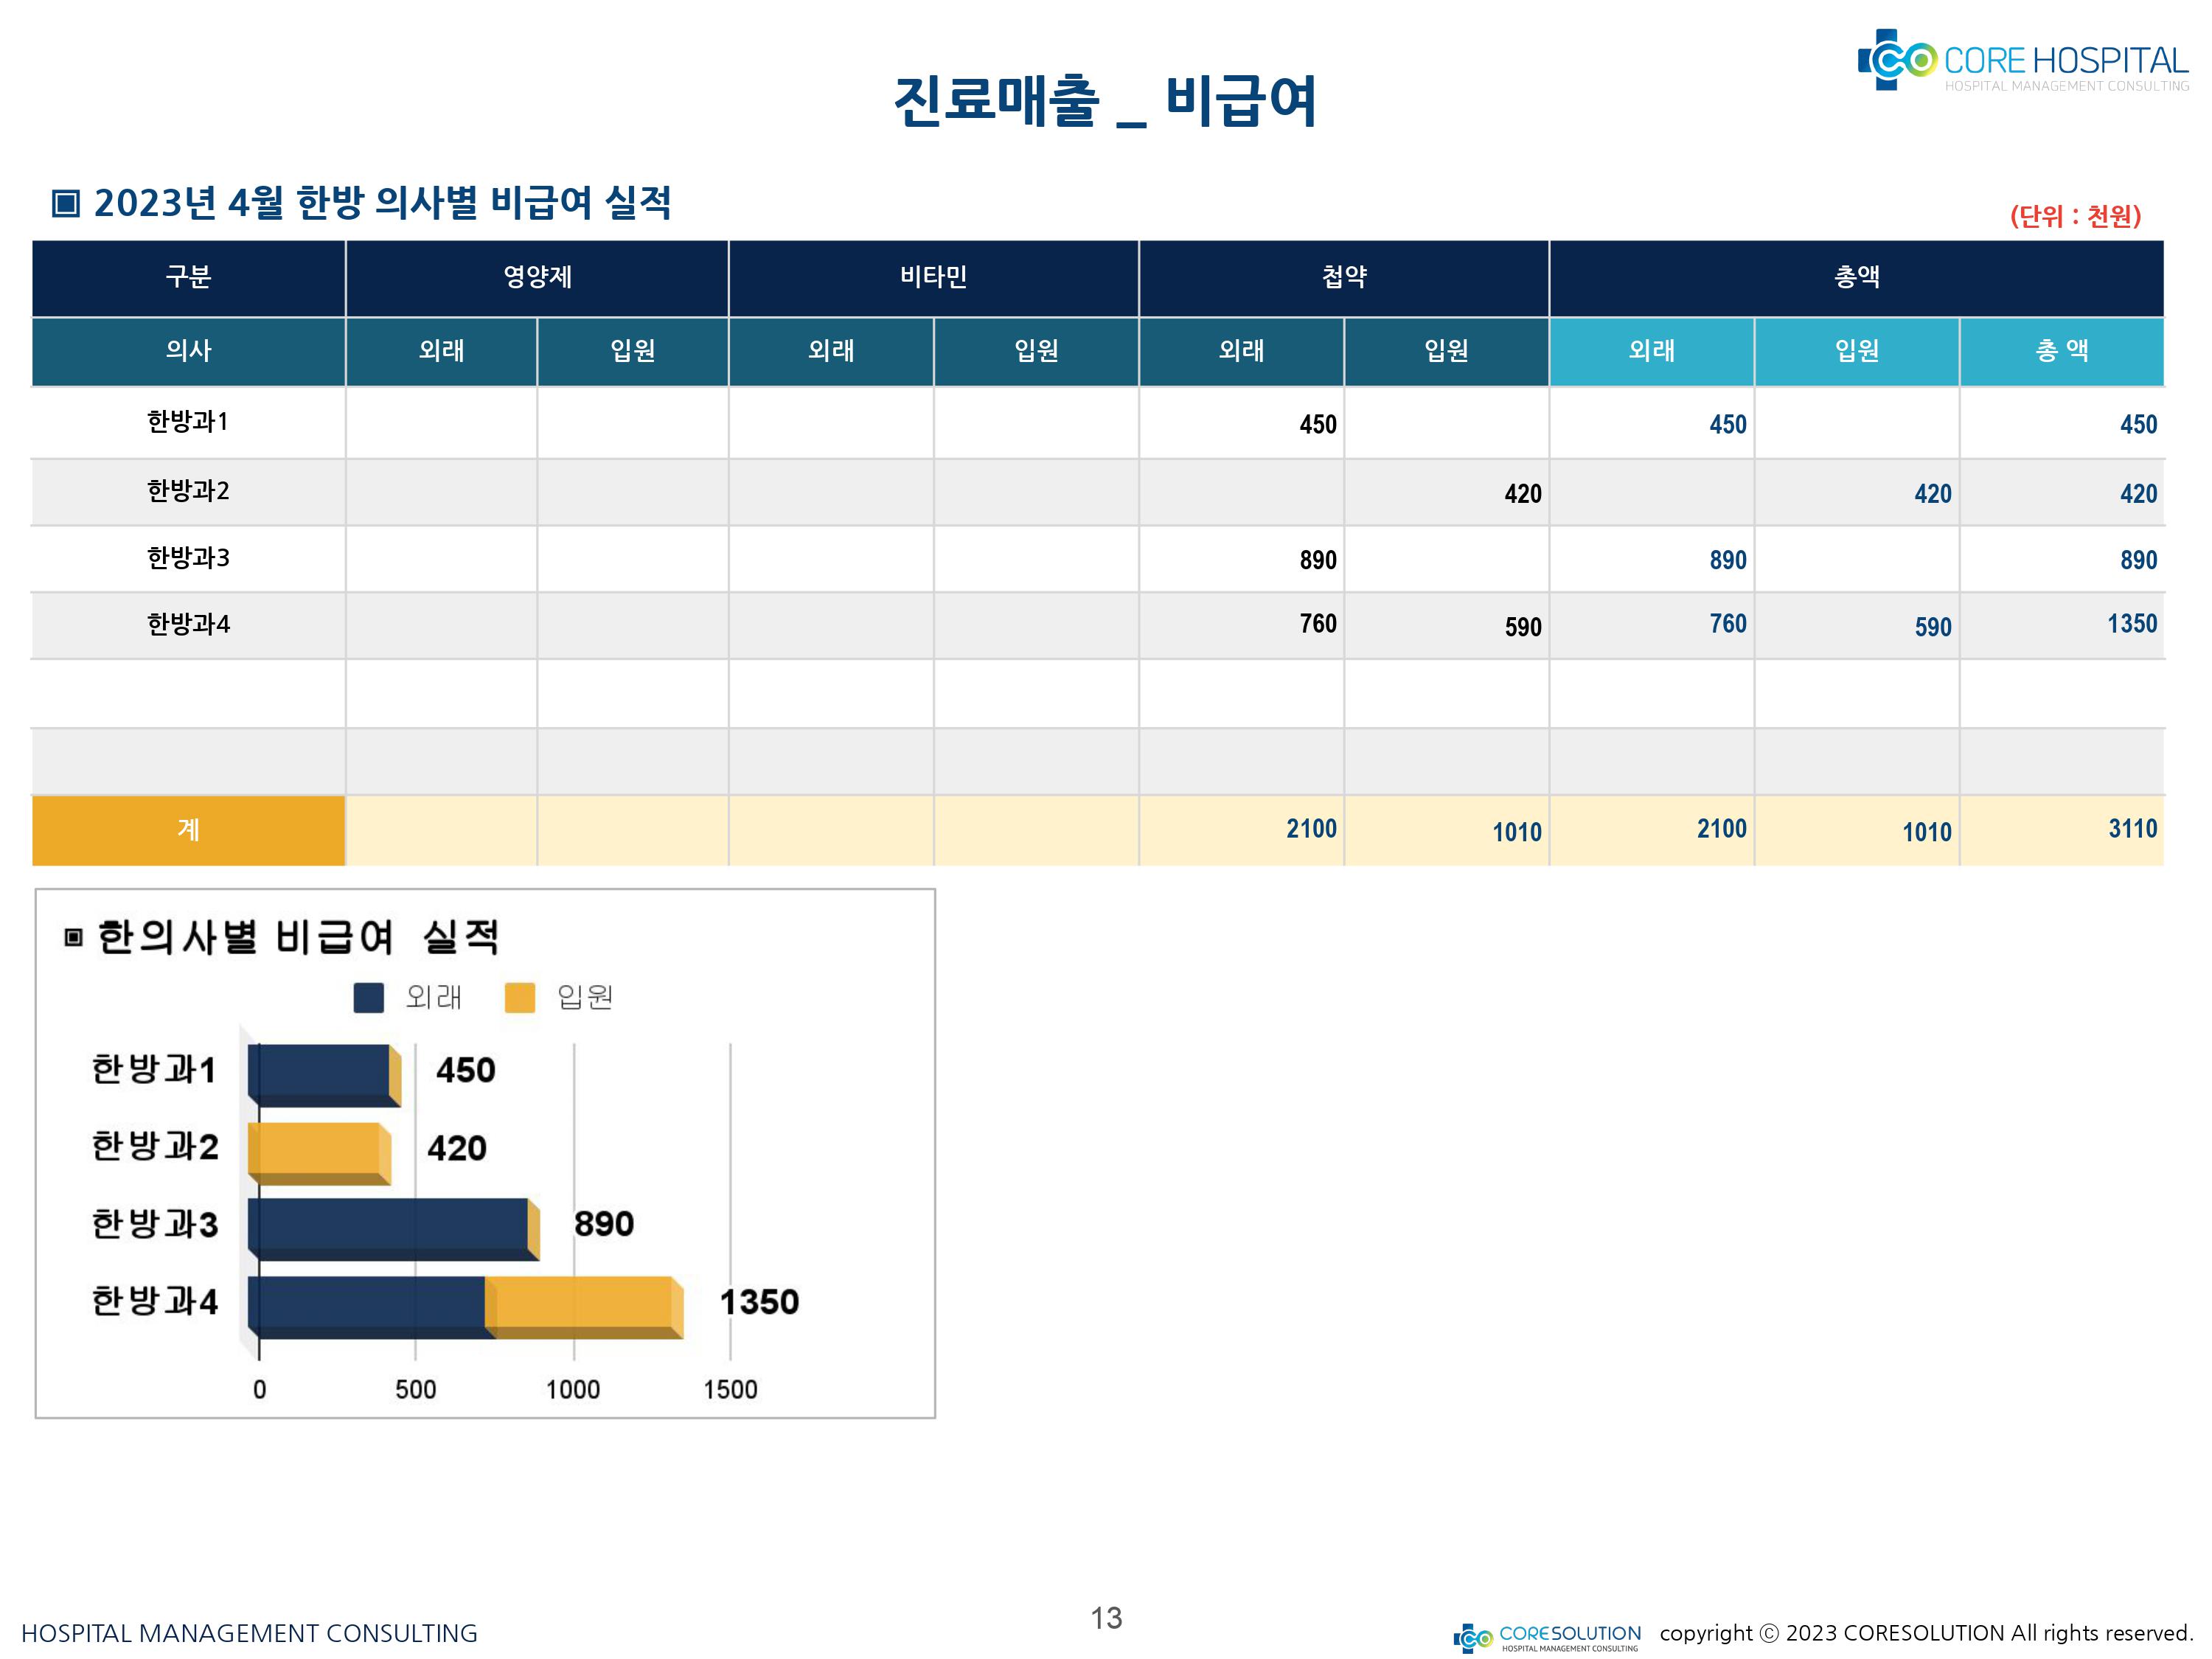 CORE HOSPITAL
HOSPITAL MANAGEMENT CONSULTING
진료매출 _ 비급여
▣ 2023년 4월 한방 의사별 비급여 실적
(단위 : 천원)
구분 영양제 비타민 첩약 총액
의사 외래 입원 외래 입원 외래 입원 외래 입원 총 액
한방과1 450 450 450
한방과2 420 420 420
한방과3 890 890 890
한방과4 760 590 760 590 1350
계 2100 1010 2100 1010 3110
▣ 한의사별 비급여 실적
외래 입원
한방과1 450
한방과2 420
한방과3 890
한방과4 1350
0 500 1000 1500
HOSPITAL MANAGEMENT CONSULTING
13
CORESOLUTION
HOSPITAL MANAGEMENT CONSULTING
copyright ⓒ 2023 CORESOLUTION All rights reserved.